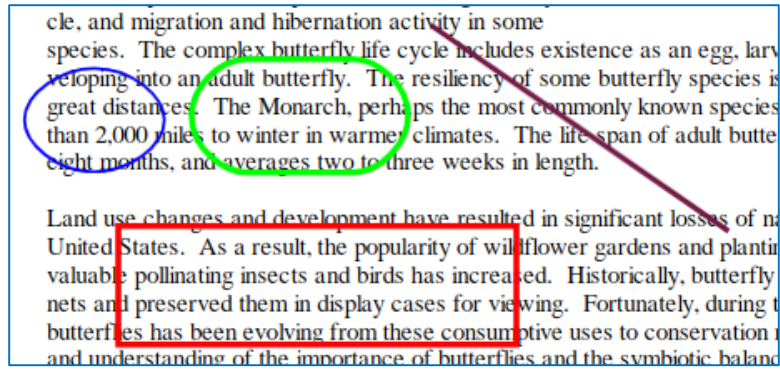 cle, and migration and hibernation activity in some
species.  The complex butterfly life cycle includes existence as an egg, larv
veloping into an adult butterfly.  The resiliency of some butterfly species is
great distances.  The Monarch, perhaps the most commonly known species
than 2,000 miles to winter in warmer climates.  The life span of adult butte
eight months, and averages two to three weeks in length.
Land use changes and development have resulted in significant losses of na
United States.  As a result, the popularity of wildflower gardens and plantin
valuable pollinating insects and birds has increased.  Historically, butterfly
nets and preserved them in display cases for viewing.  Fortunately, during
butterflies has been evolving from these consumptive uses to conservation
and understanding of the importance of butterflies and the symbiotic balanc